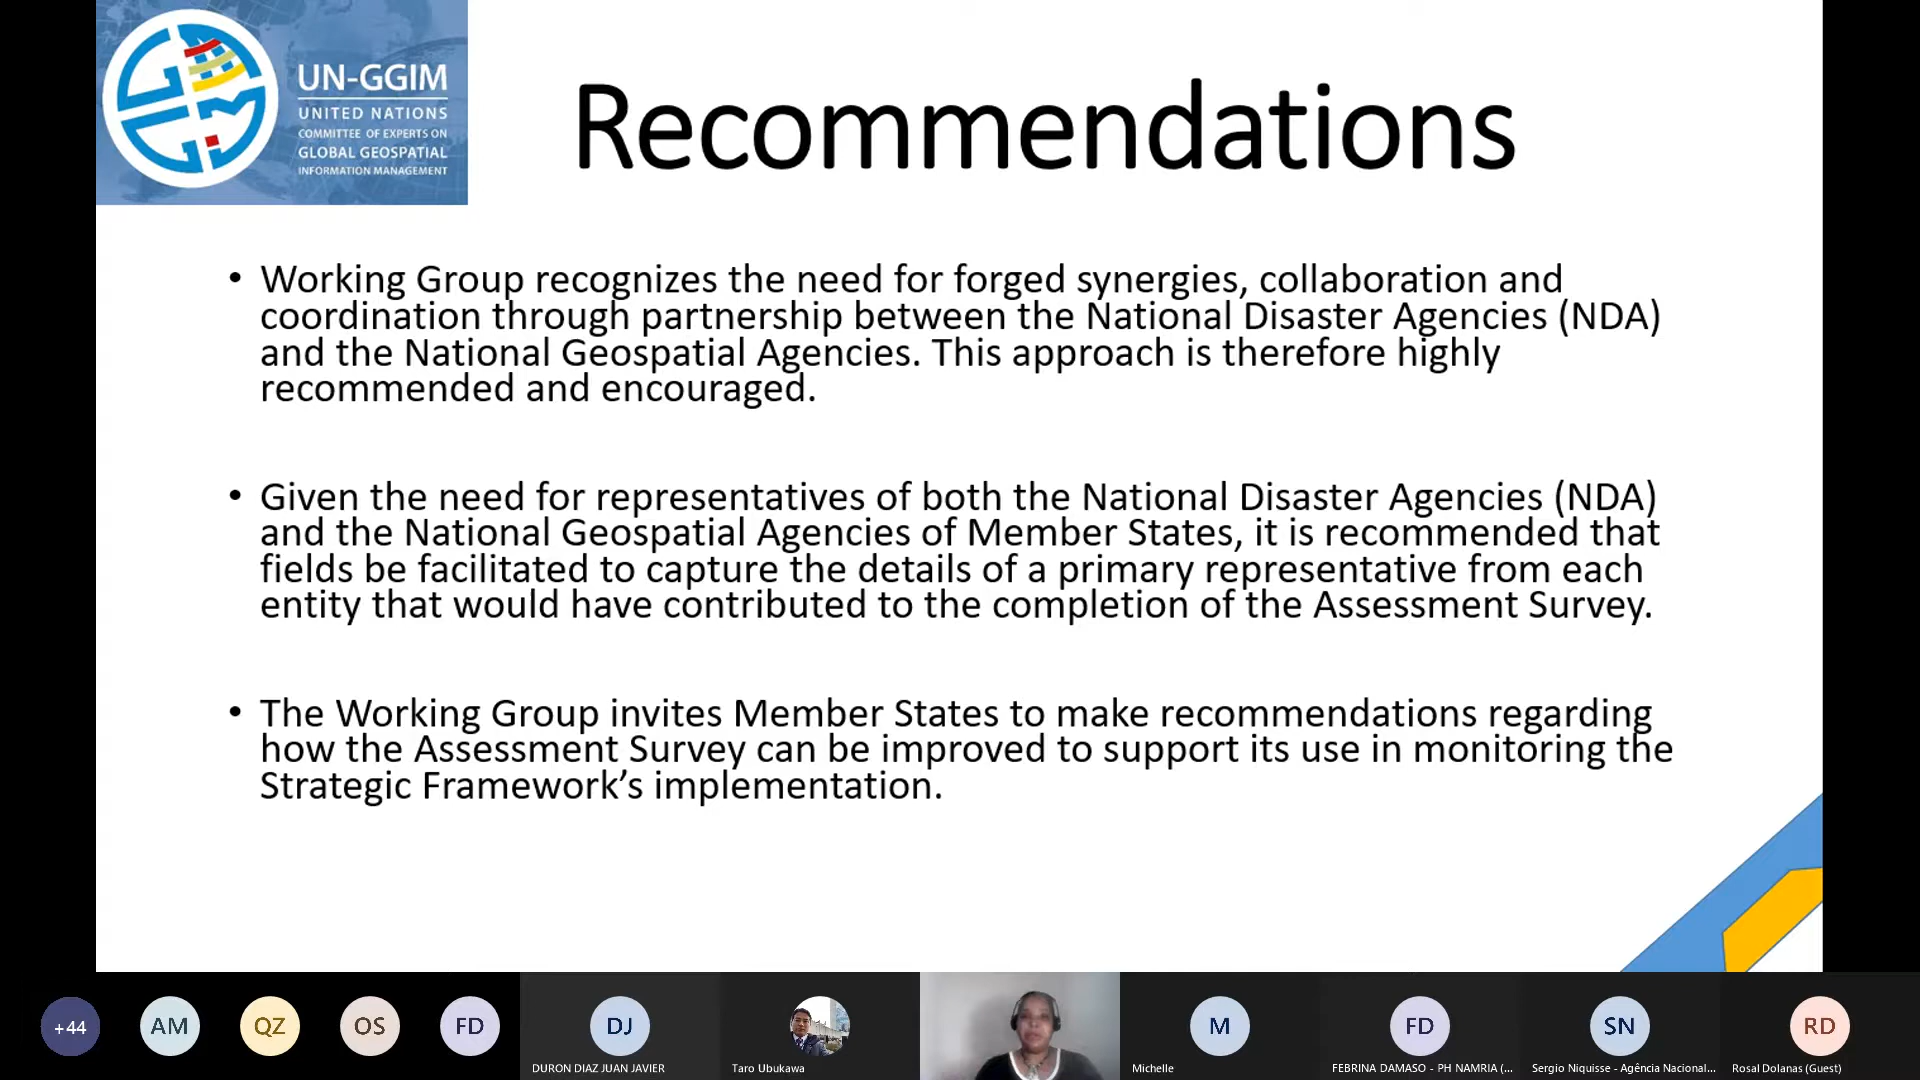 UN-GGIM
UNITED NATIONS
COMMITTEE OF EXPERTS ON
GLOBAL GEOSPATIAL
INFORMATION MANAGEMENT
Recommendations
• Working Group recognizes the need for forged synergies, collaboration and
coordination through partnership between the National Disaster Agencies (NDA)
and the National Geospatial Agencies. This approach is therefore highly
recommended and encouraged.
• Given the need for representatives of both the National Disaster Agencies (NDA)
and the National Geospatial Agencies of Member States, it is recommended that
fields be facilitated to capture the details of a primary representative from each
entity that would have contributed to the completion of the Assessment Survey.
• The Working Group invites Member States to make recommendations regarding
how the Assessment Survey can be improved to support its use in monitoring the
Strategic Framework’s implementation.
+44
AM
QZ
OS
FD
DJ
M
FD
SN
RD
DURON DIAZ JUAN JAVIER
Taro Ubukawa
Michelle
FEBRINA DAMASO - PH NAMRIA (...
Sergio Niquisse - Agência Nacional...
Rosal Dolanas (Guest)